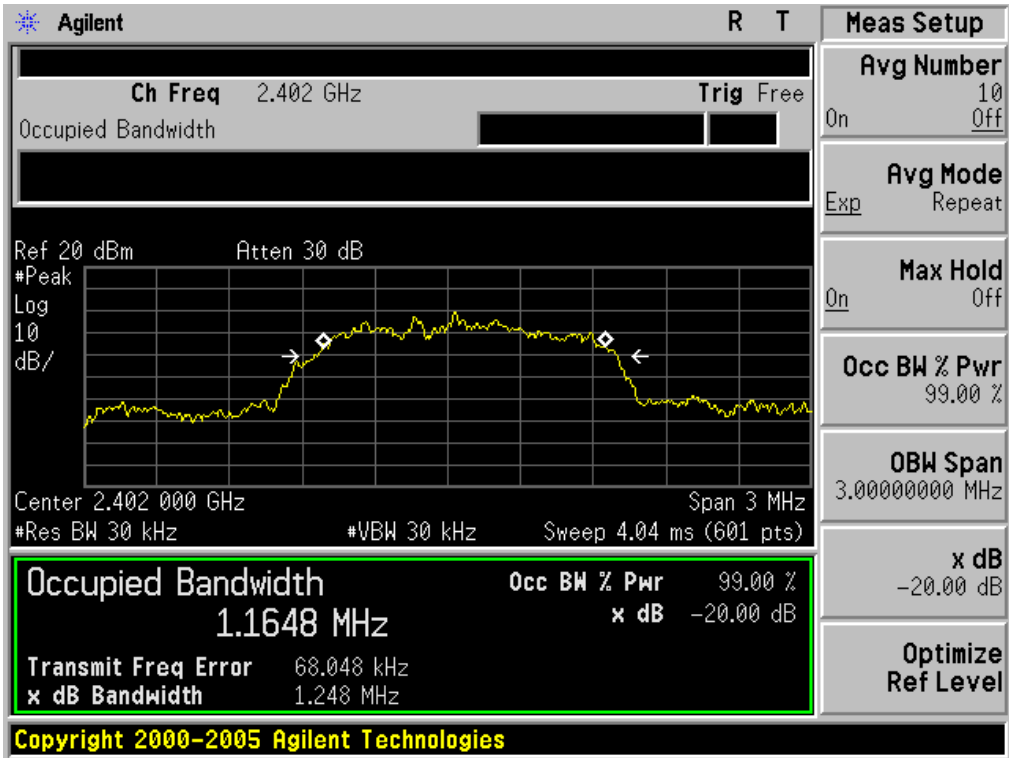 Agilent R T
Ch Freq 2.402 GHz Trig Free
Occupied Bandwidth
Ref 20 dBm Atten 30 dB
#Peak
Log
10
dB/
Center 2.402 000 GHz Span 3 MHz
#Res BW 30 kHz #VBW 30 kHz Sweep 4.04 ms (601 pts)
Occupied Bandwidth Occ BW % Pwr 99.00 %
1.1648 MHz x dB -20.00 dB
Transmit Freq Error 68.048 kHz
x dB Bandwidth 1.248 MHz
Copyright 2000-2005 Agilent Technologies
Meas Setup
Avg Number
10
On Off
Avg Mode
Exp Repeat
Max Hold
On Off
Occ BW % Pwr
99.00 %
OBW Span
3.00000000 MHz
x dB
-20.00 dB
Optimize
Ref Level